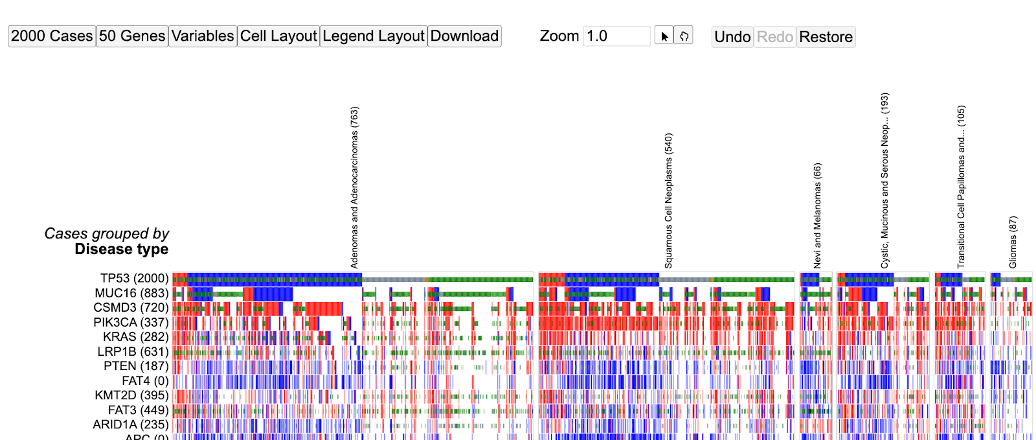 2000 Cases 50 Genes Variables Cell Layout Legend Layout Download Zoom 1.0 Undo Redo Restore
Adenomas and Adenocarcinomas (763)
Squamous Cell Neoplasms (540)
Nevi and Melanomas (66)
Cystic, Mucinous and Serous Neop... (193)
Transitional Cell Papillomas and... (105)
Gliomas (87)
Cases grouped by
Disease type
TP53 (2000)
MUC16 (883)
CSMD3 (720)
PIK3CA (337)
KRAS (282)
LRP1B (631)
PTEN (187)
FAT4 (0)
KMT2D (395)
FAT3 (449)
ARID1A (235)
APC (0)